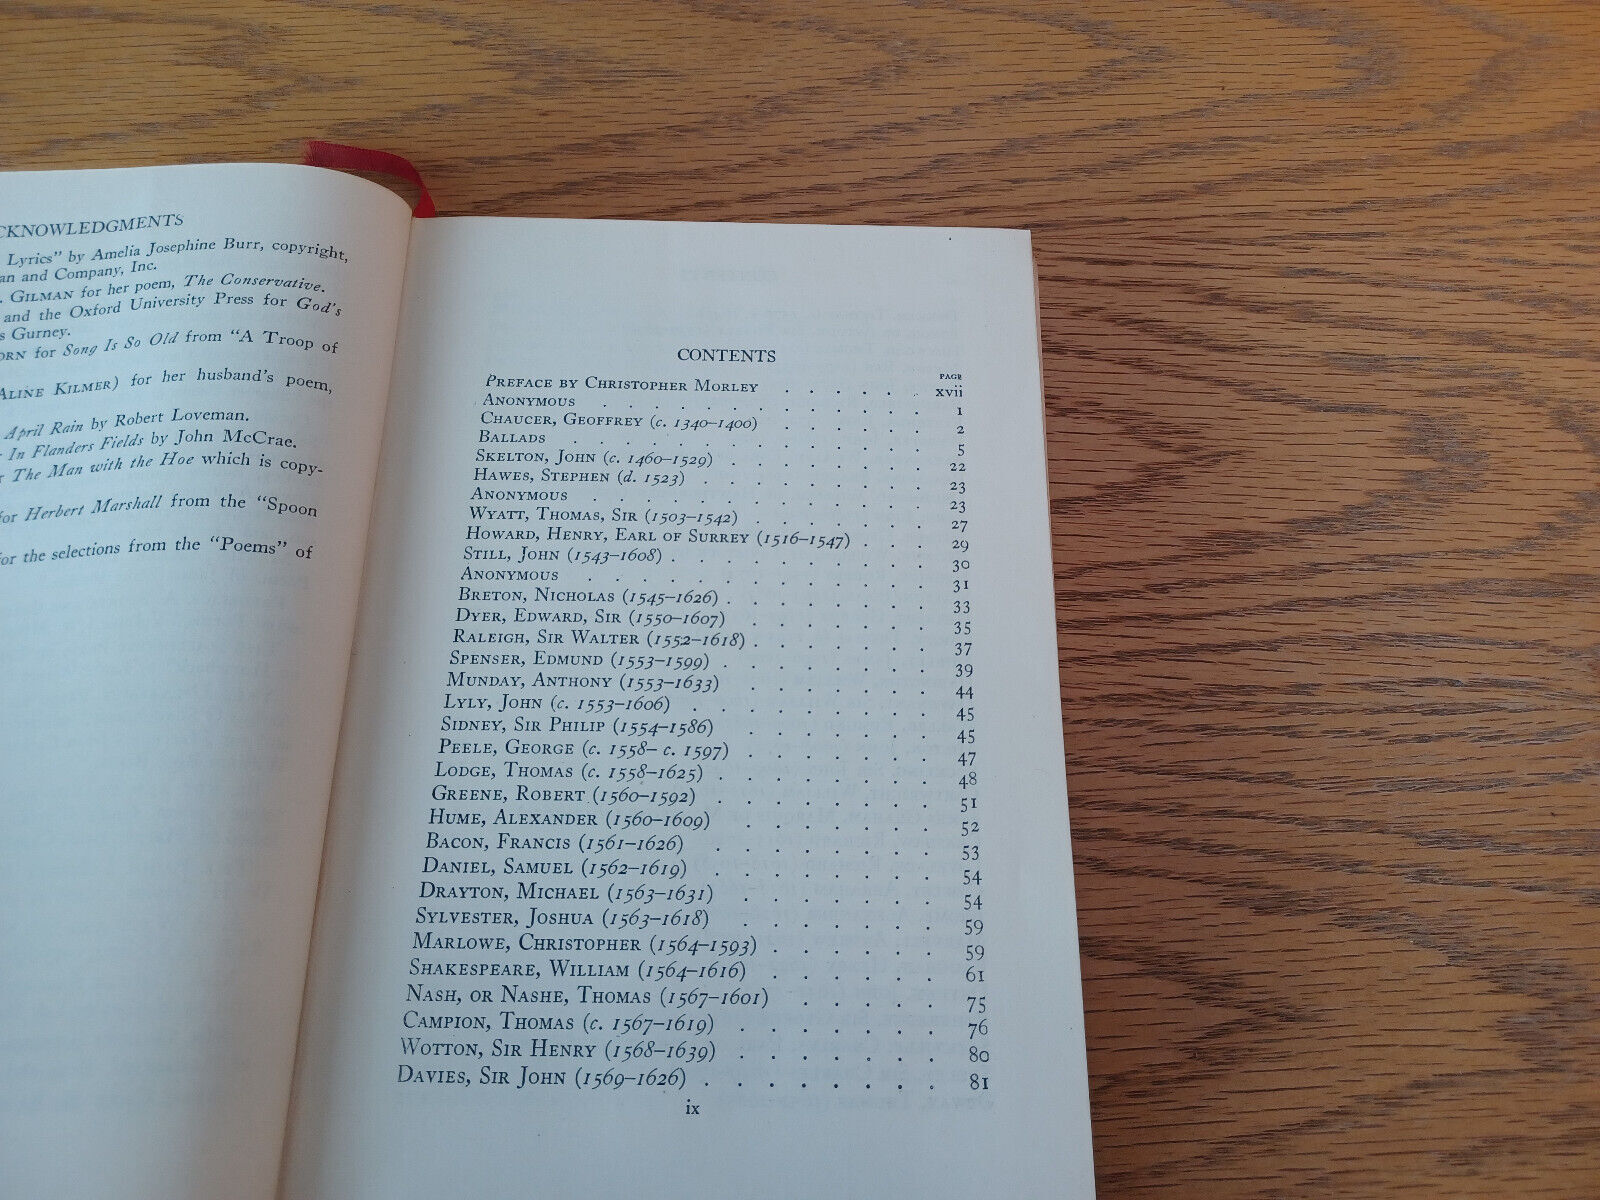 CKNOWLEDGMENTS
Lyrics" by Amelia Josephine Burr, copyright,
an and Company, Inc.
. Gilman for her poem, The Conservative.
and the Oxford University Press for God's
s Gurney.
orn for Song Is So Old from "A Troop of
Aline Kilmer) for her husband's poem,
April Rain by Robert Loveman.
In Flanders Fields by John McCrae.
The Man with the Hoe which is copy-
for Herbert Marshall from the "Spoon
for the selections from the "Poems" of
CONTENTS
PAGE
Preface by Christopher Morley . . . . . . xvii
Anonymous . . . . . . . . . . 1
Chaucer, Geoffrey (c. 1340–1400) . . . . . . 2
Ballads . . . . . . . . . . . 5
Skelton, John (c. 1460–1529) . . . . . . . 22
Hawes, Stephen (d. 1523) . . . . . . . . 23
Anonymous . . . . . . . . . . 23
Wyatt, Thomas, Sir (1503–1542) . . . . . . 27
Howard, Henry, Earl of Surrey (1516–1547) . . . 29
Still, John (1543–1608) . . . . . . . . 30
Anonymous . . . . . . . . . . 31
Breton, Nicholas (1545–1626) . . . . . . . 33
Dyer, Edward, Sir (1550–1607) . . . . . . 35
Raleigh, Sir Walter (1552–1618) . . . . . . 37
Spenser, Edmund (1553–1599) . . . . . . . 39
Munday, Anthony (1553–1633) . . . . . . 44
Lyly, John (c. 1553–1606) . . . . . . . 45
Sidney, Sir Philip (1554–1586) . . . . . . 45
Peele, George (c. 1558– c. 1597) . . . . . . 47
Lodge, Thomas (c. 1558–1625) . . . . . . . 48
Greene, Robert (1560–1592) . . . . . . . 51
Hume, Alexander (1560–1609) . . . . . . 52
Bacon, Francis (1561–1626) . . . . . . . 53
Daniel, Samuel (1562–1619) . . . . . . . 54
Drayton, Michael (1563–1631) . . . . . . 54
Sylvester, Joshua (1563–1618) . . . . . . 59
Marlowe, Christopher (1564–1593) . . . . . 59
Shakespeare, William (1564–1616) . . . . . 61
Nash, or Nashe, Thomas (1567–1601) . . . . . 75
Campion, Thomas (c. 1567–1619) . . . . . . 76
Wotton, Sir Henry (1568–1639) . . . . . . 80
Davies, Sir John (1569–1626) . . . . . . . 81
ix